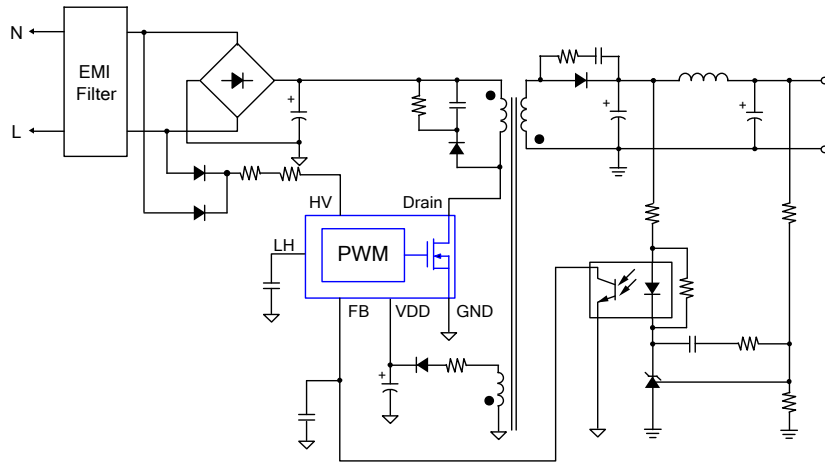 N
EMI
Filter
L
HV
Drain
LH
PWM
FB
VDD
GND
+
+
+
+